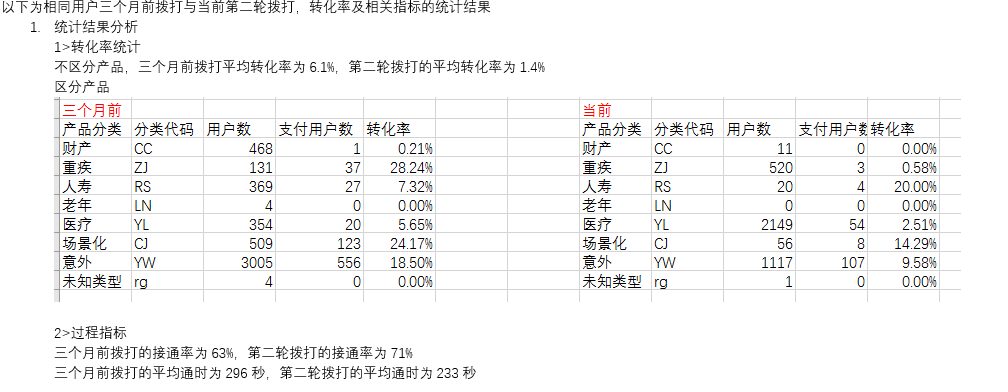 以下为相同用户三个月前拨打与当前第二轮拨打，转化率及相关指标的统计结果
1. 统计结果分析
1>转化率统计
不区分产品，三个月前拨打平均转化率为 6.1%，第二轮拨打的平均转化率为 1.4%
区分产品
三个月前 当前
产品分类 分类代码 用户数 支付用户数 转化率 产品分类 分类代码 用户数 支付用户数 转化率
财产 CC 468 1 0.21% 财产 CC 11 0 0.00%
重疾 ZJ 131 37 28.24% 重疾 ZJ 520 3 0.58%
人寿 RS 369 27 7.32% 人寿 RS 20 4 20.00%
老年 LN 4 0 0.00% 老年 LN 0 0 0.00%
医疗 YL 354 20 5.65% 医疗 YL 2149 54 2.51%
场景化 CJ 509 123 24.17% 场景化 CJ 56 8 14.29%
意外 YW 3005 556 18.50% 意外 YW 1117 107 9.58%
未知类型 rg 4 0 0.00% 未知类型 rg 1 0 0.00%
2>过程指标
三个月前拨打的接通率为 63%，第二轮拨打的接通率为 71%
三个月前拨打的平均通时为 296 秒，第二轮拨打的平均通时为 233 秒